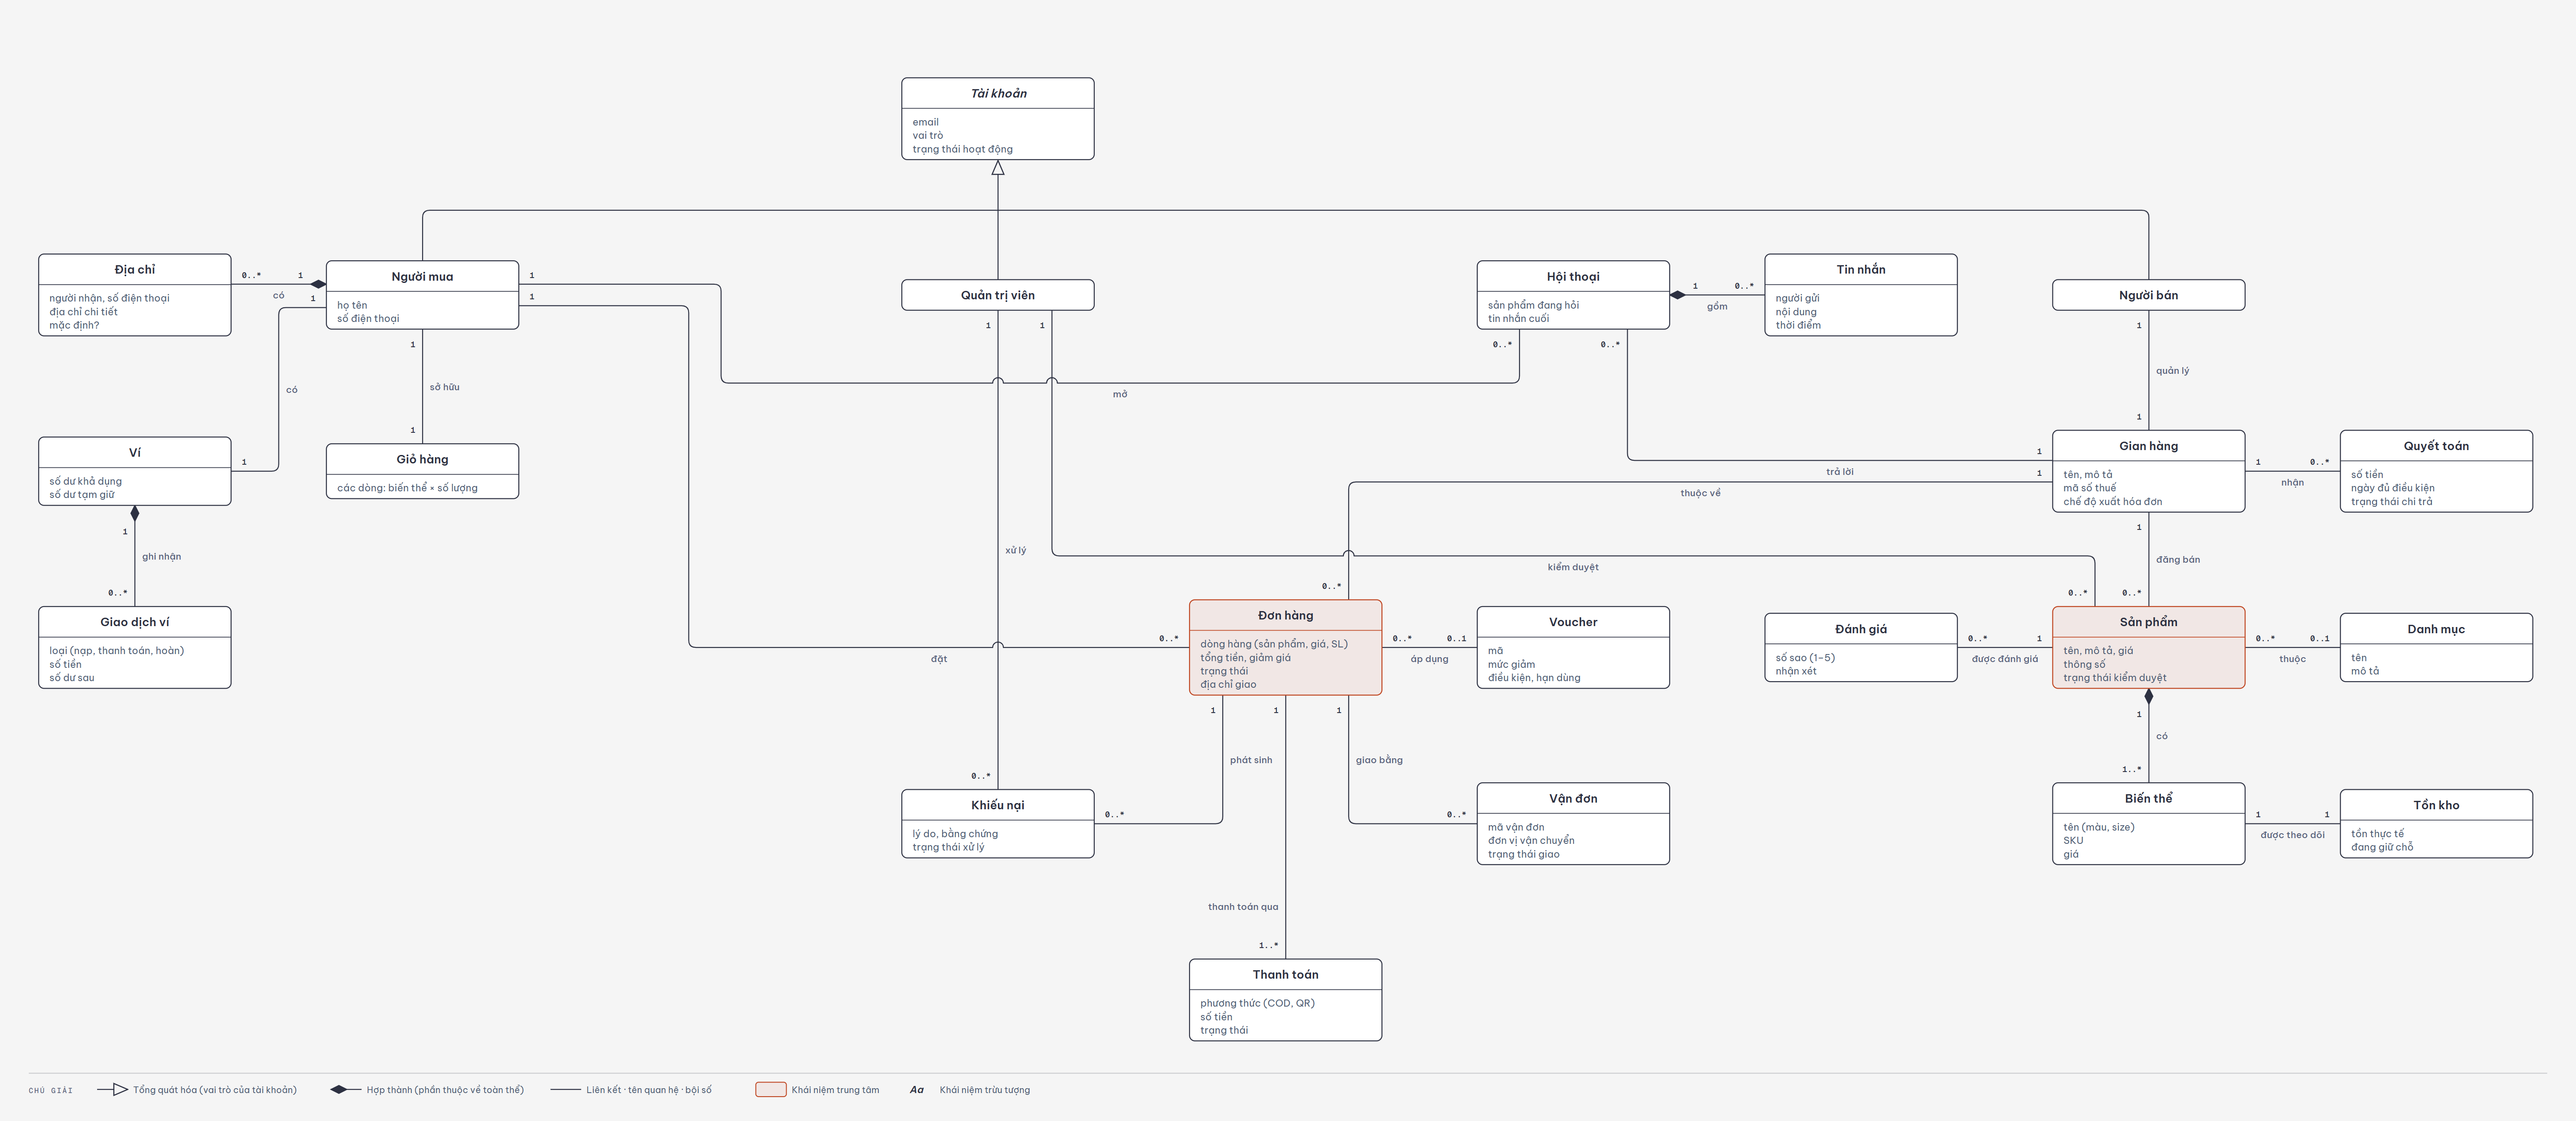 Tài khoản
email
vai trò
trạng thái hoạt động
Địa chỉ
người nhận, số điện thoại
địa chỉ chi tiết
mặc định?
0..*
1
có
Người mua
họ tên
số điện thoại
1
1
1
có
1
Quản trị viên
1
1
Hội thoại
sản phẩm đang hỏi
tin nhắn cuối
1
0..*
gồm
Tin nhắn
người gửi
nội dung
thời điểm
0..*
0..*
Người bán
1
quản lý
1
1
sở hữu
1
mở
Ví
số dư khả dụng
số dư tạm giữ
Giỏ hàng
các dòng: biến thể × số lượng
1
trả lời
1
thuộc về
Gian hàng
tên, mô tả
mã số thuế
chế độ xuất hóa đơn
1
0..*
nhận
Quyết toán
số tiền
ngày đủ điều kiện
trạng thái chi trả
1
ghi nhận
0..*
xử lý
kiểm duyệt
1
đăng bán
0..*
0..*
0..*
Giao dịch ví
loại (nạp, thanh toán, hoàn)
số tiền
số dư sau
đặt
0..*
Đơn hàng
dòng hàng (sản phẩm, giá, SL)
tổng tiền, giảm giá
trạng thái
địa chỉ giao
0..*
0..1
áp dụng
Voucher
mã
mức giảm
điều kiện, hạn dùng
Đánh giá
số sao (1–5)
nhận xét
0..*
1
được đánh giá
Sản phẩm
tên, mô tả, giá
thông số
trạng thái kiểm duyệt
0..*
0..1
thuộc
Danh mục
tên
mô tả
1
1
1
phát sinh
giao bằng
1
có
1..*
0..*
Khiếu nại
lý do, bằng chứng
trạng thái xử lý
0..*
0..*
Vận đơn
mã vận đơn
đơn vị vận chuyển
trạng thái giao
Biến thể
tên (màu, size)
SKU
giá
1
1
được theo dõi
Tồn kho
tồn thực tế
đang giữ chỗ
thanh toán qua
1..*
Thanh toán
phương thức (COD, QR)
số tiền
trạng thái
CHÚ GIẢI
Tổng quát hóa (vai trò của tài khoản)
Hợp thành (phần thuộc về toàn thể)
Liên kết · tên quan hệ · bội số
Khái niệm trung tâm
Aa
Khái niệm trừu tượng